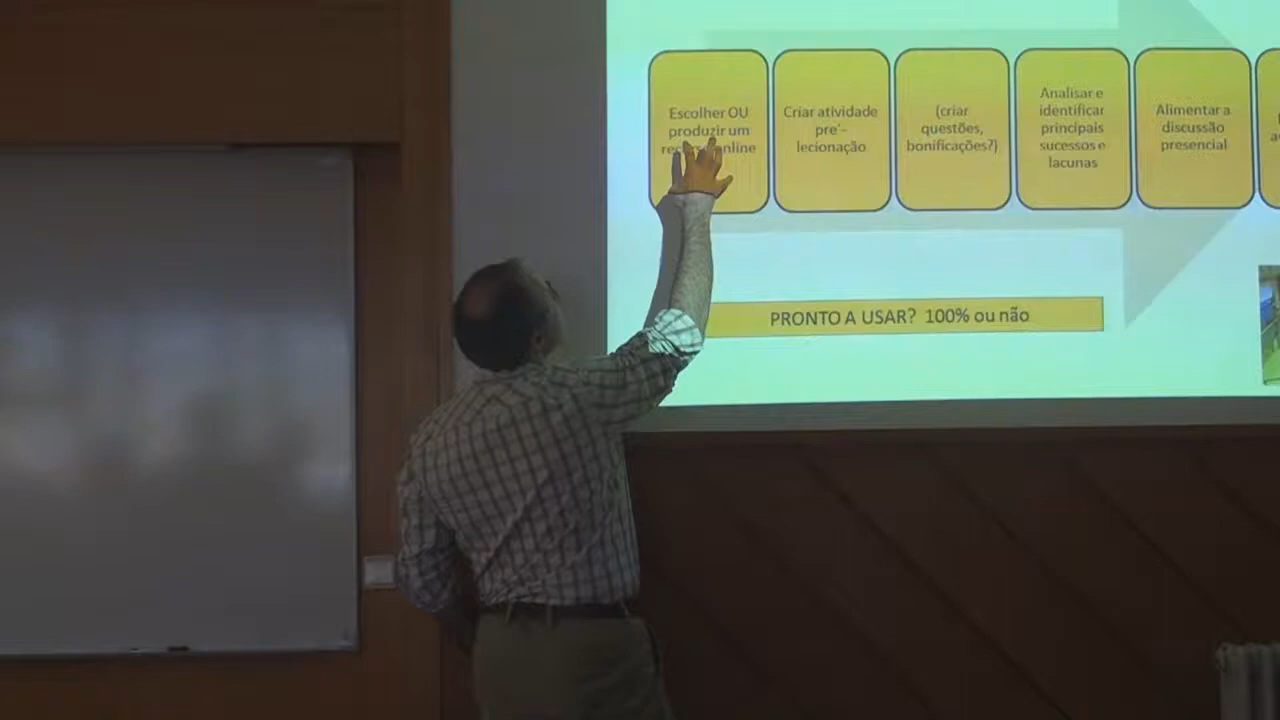 Escolher OU
produzir um
online
Criar atividade
pre´-
lecionação
(criar
questões,
bonificações?)
Analisar e
identificar
principais
sucessos e
lacunas
Alimentar a
discussão
presencial
PRONTO A USAR? 100% ou não